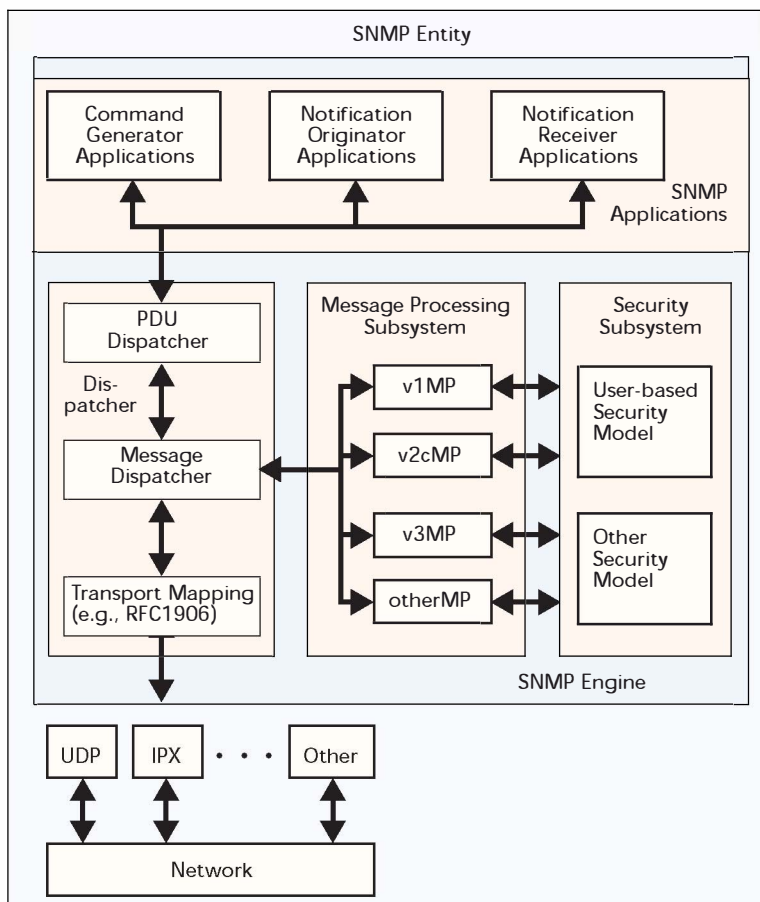 SNMP Entity
Command
Generator
Applications
Notification
Originator
Applications
Notification
Receiver
Applications
SNMP
Applications
PDU
Dispatcher
Dis-
patcher
Message
Dispatcher
Transport Mapping
(e.g., RFC1906)
Message Processing
Subsystem
v1MP
v2cMP
v3MP
otherMP
Security
Subsystem
User-based
Security
Model
Other
Security
Model
SNMP Engine
UDP
IPX
· · ·
Other
Network